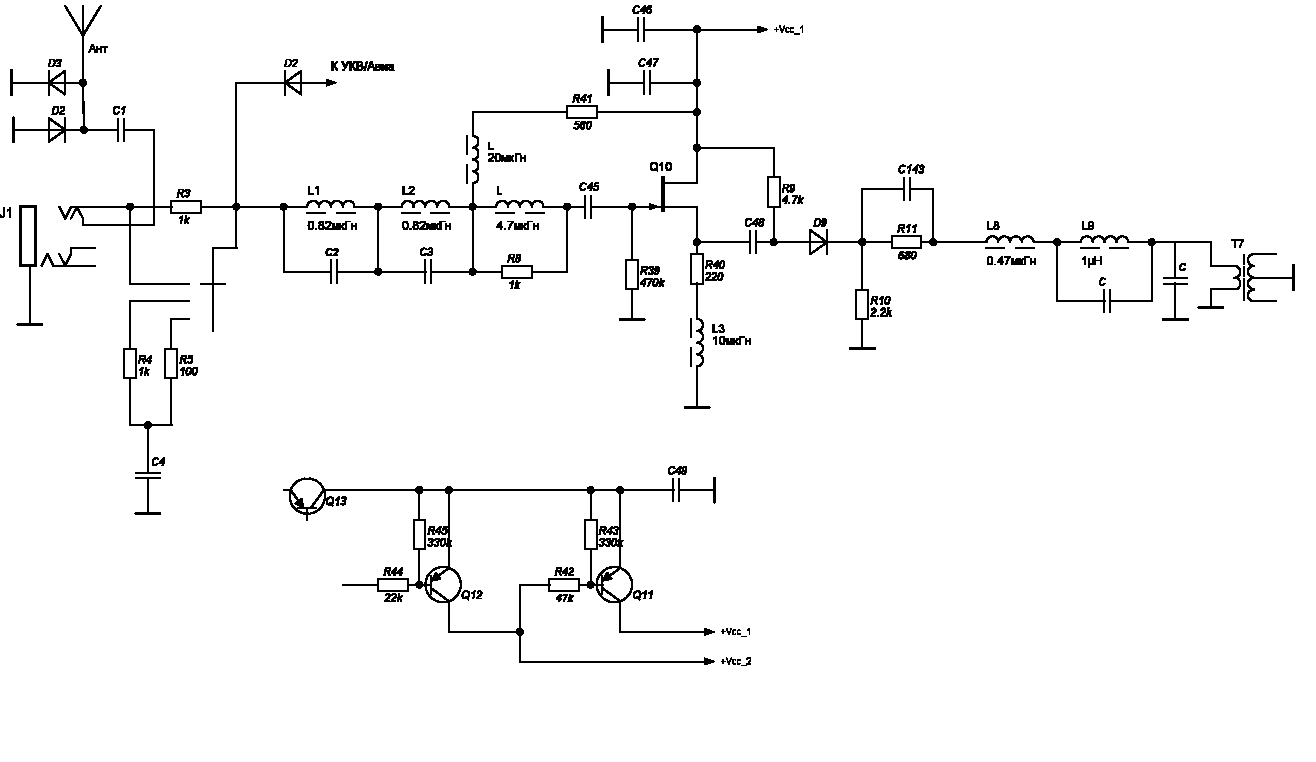 C46
+Vcc_1
Ант
D3
D2
К УКВ/Авиа
C47
D2
C1
R41
560
L
20мкГн
Q10
C143
R9
4.7k
J1
R3
1k
L1
0.82мкГн
L2
0.82мкГн
L
4.7мкГн
C45
C48
D9
R11
680
L8
0.47мкГн
L9
1μH
T7
C2
C3
R8
1k
R39
470k
R40
220
C
C
R10
2.2k
L3
10мкГн
R4
1k
R5
100
C4
C49
Q13
R45
330k
R43
330k
R44
22k
Q12
R42
47k
Q11
+Vcc_1
+Vcc_2